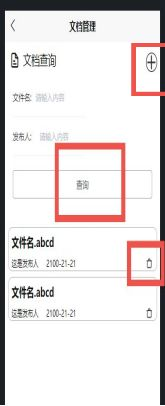 文档管理
文档查询
文件名: 请输入内容
发布人: 请输入内容
查询
文件名.abcd
这是发布人 2100-21-21
文件名.abcd
这是发布人 2100-21-21